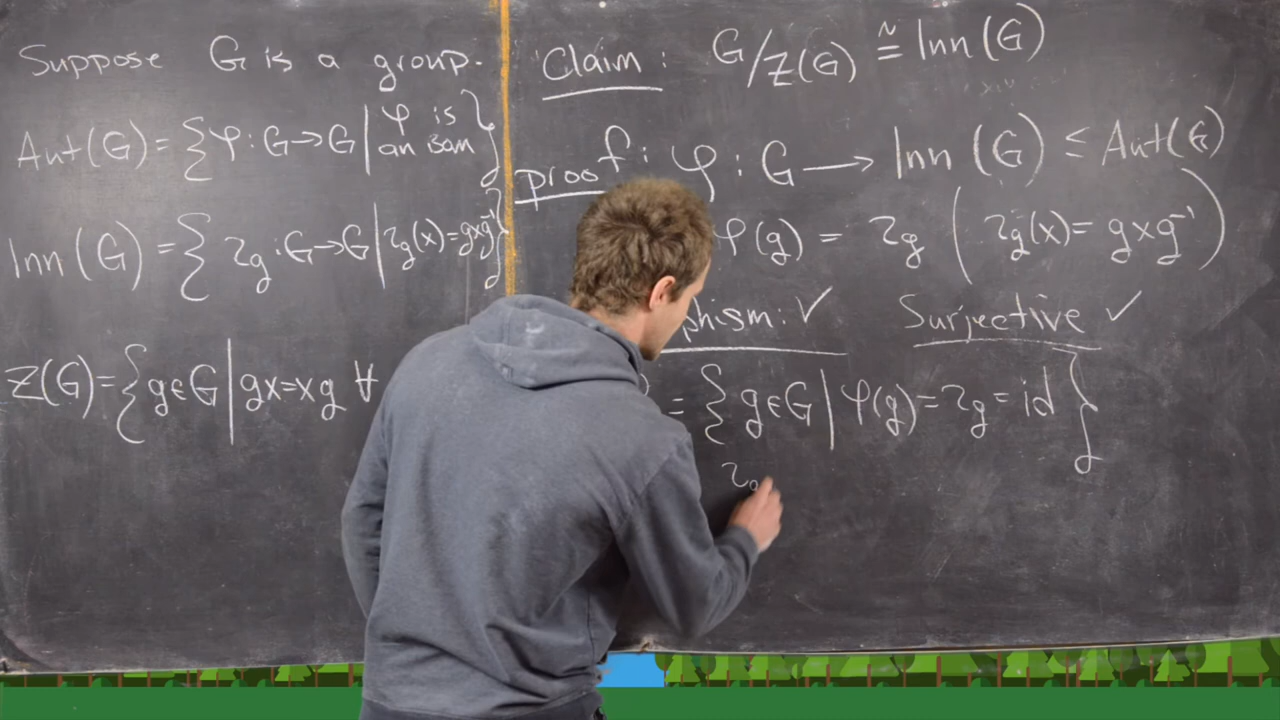 Suppose G is a group.
Aut(G) = {φ : G → G | φ is an isom}
Inn(G) = {τg : G → G | τg(x) = gxg⁻¹}
Z(G) = {g ∈ G | gx = xg ∀
Claim : G/Z(G) ≅ Inn(G)
proof: φ : G → Inn(G) ≤ Aut(G)
φ(g) = τg (τg(x) = gxg⁻¹)
phism: ✓ Surjective ✓
= {g ∈ G | φ(g) = τg = id}
τg